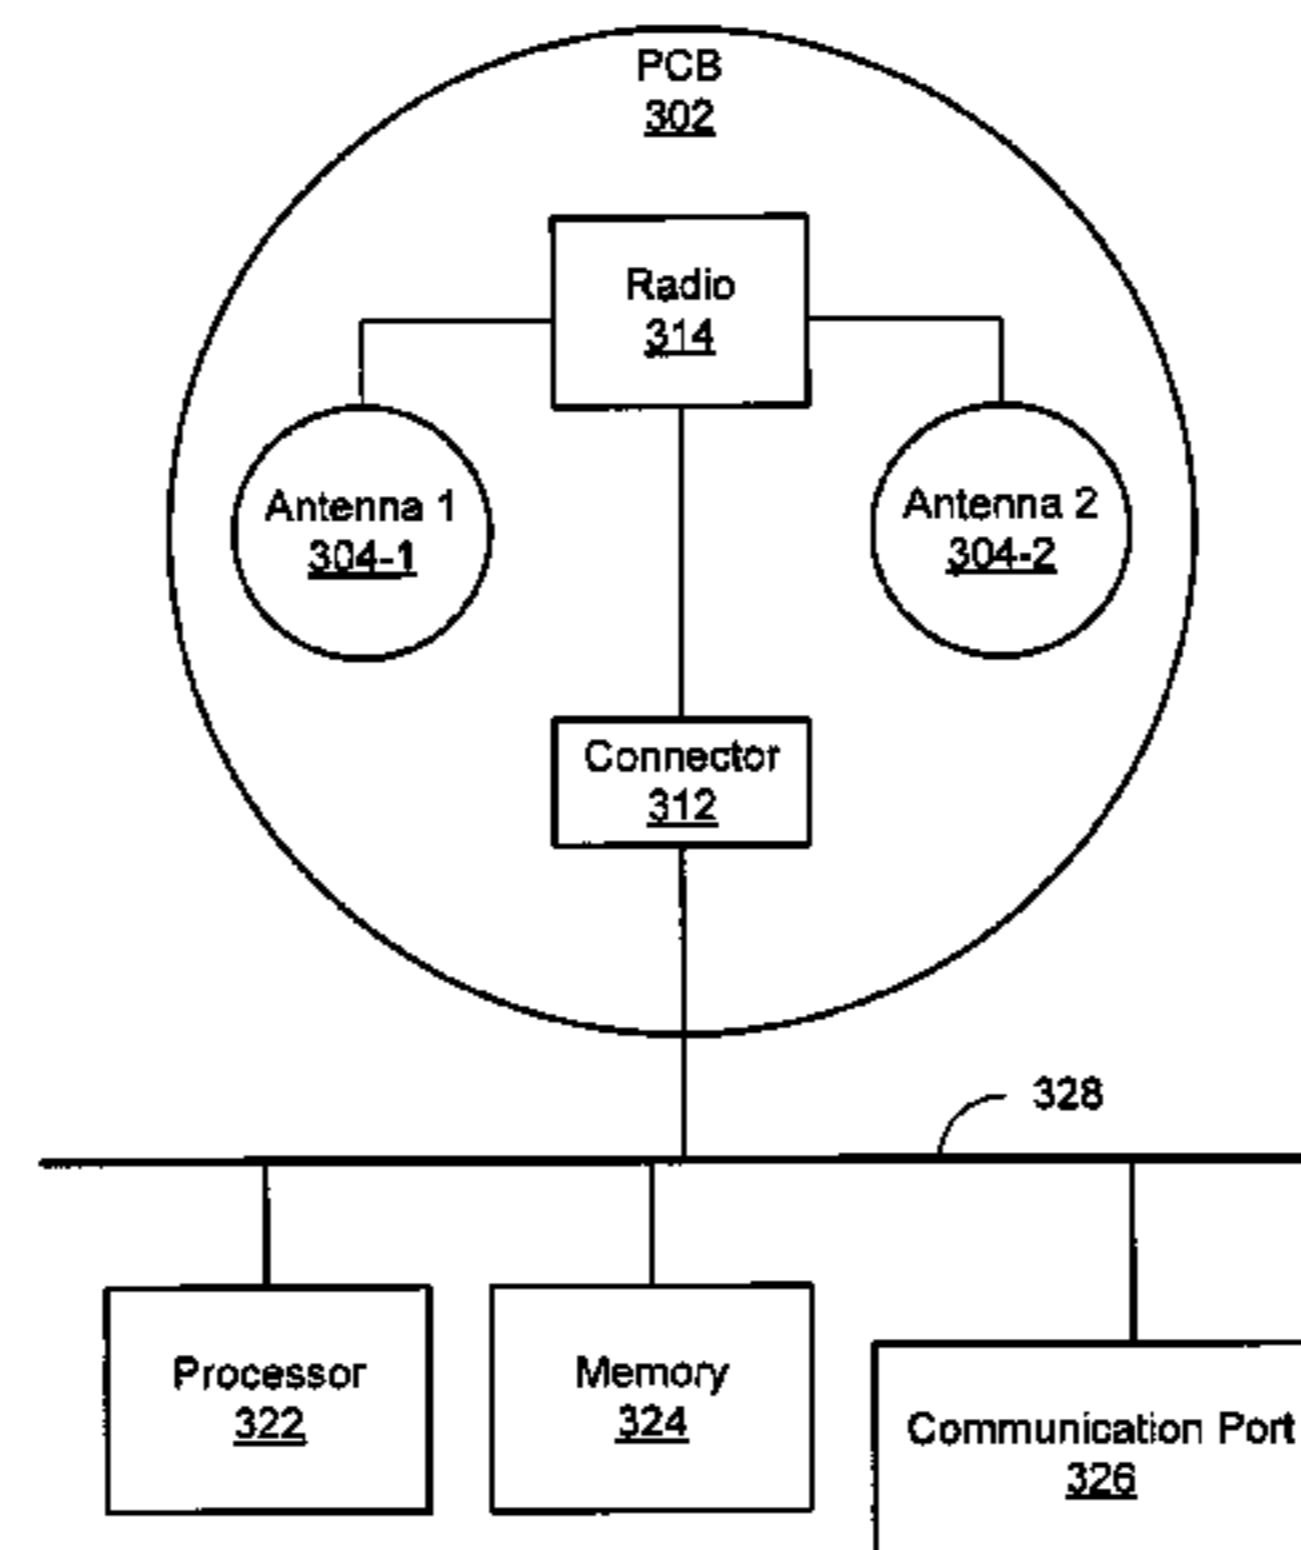 PCB
302
Radio
314
Antenna 1
304-1
Antenna 2
304-2
Connector
312
328
Processor
322
Memory
324
Communication Port
326